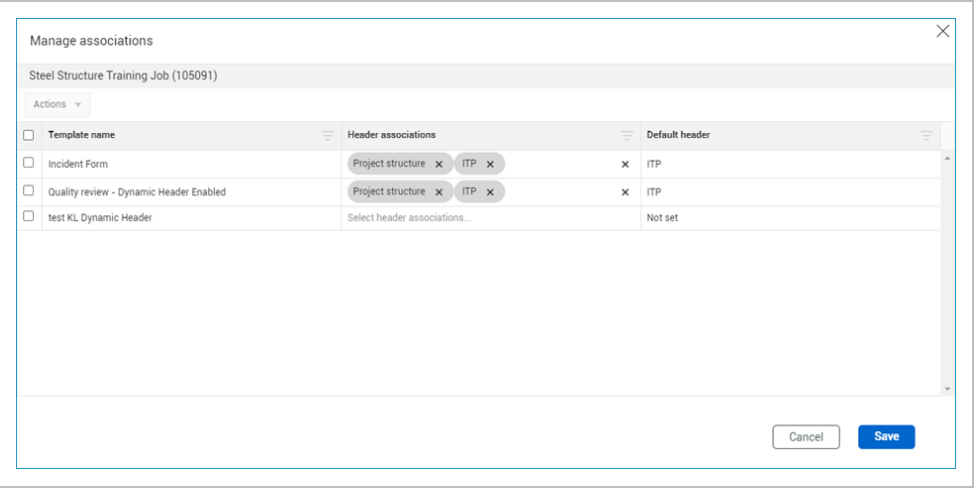 Manage associations
Steel Structure Training Job (105091)
Actions
Template name Header associations Default header
Incident Form Project structure ITP ITP
Quality review - Dynamic Header Enabled Project structure ITP ITP
test KL Dynamic Header Select header associations... Not set
Cancel Save